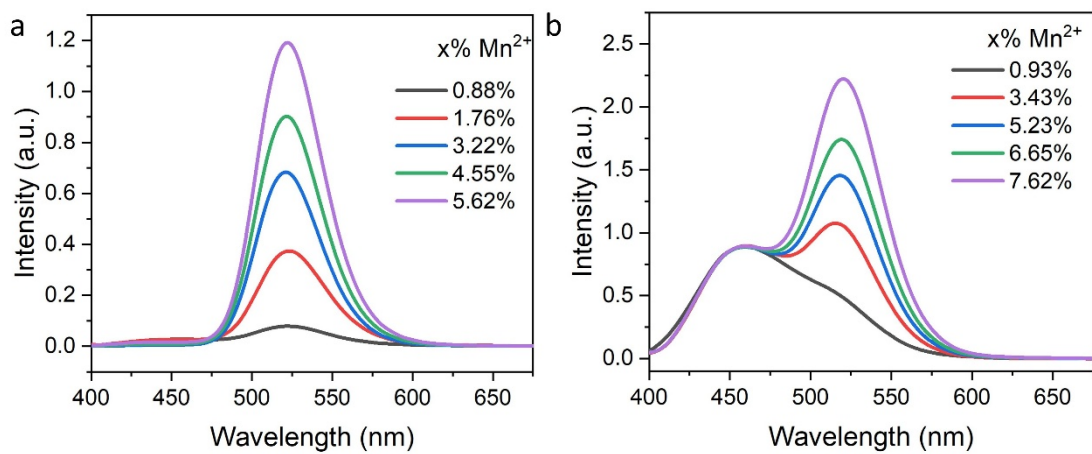 a
x% Mn²⁺
0.88%
1.76%
3.22%
4.55%
5.62%
Intensity (a.u.)
1.2
1.0
0.8
0.6
0.4
0.2
0.0
400 450 500 550 600 650
Wavelength (nm)
b
x% Mn²⁺
0.93%
3.43%
5.23%
6.65%
7.62%
Intensity (a.u.)
2.5
2.0
1.5
1.0
0.5
0.0
400 450 500 550 600 650
Wavelength (nm)